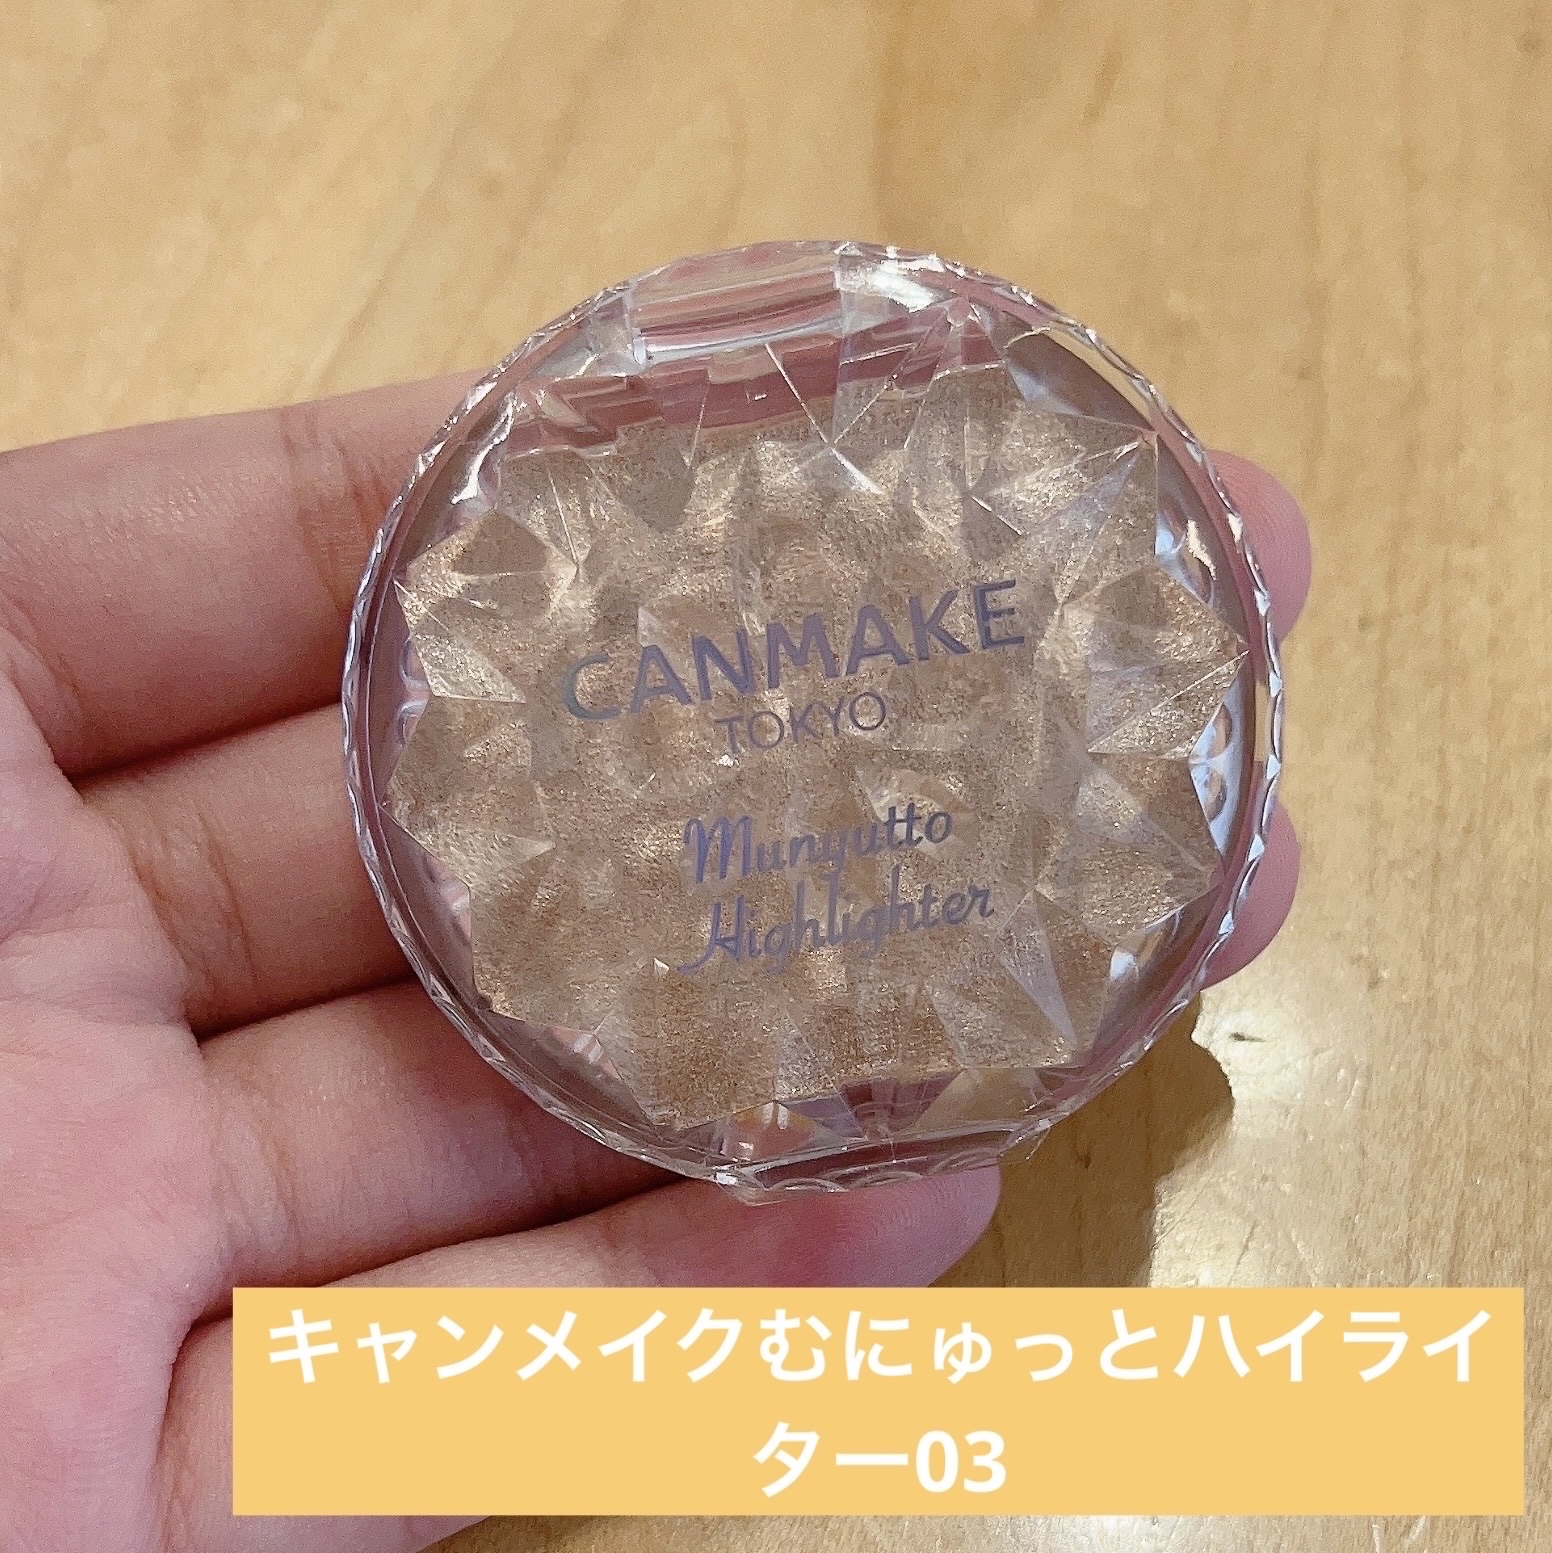 CANMAKE
TOKYO
Munyutto
Highlighter
キャンメイクむにゅっとハイライ
ター03